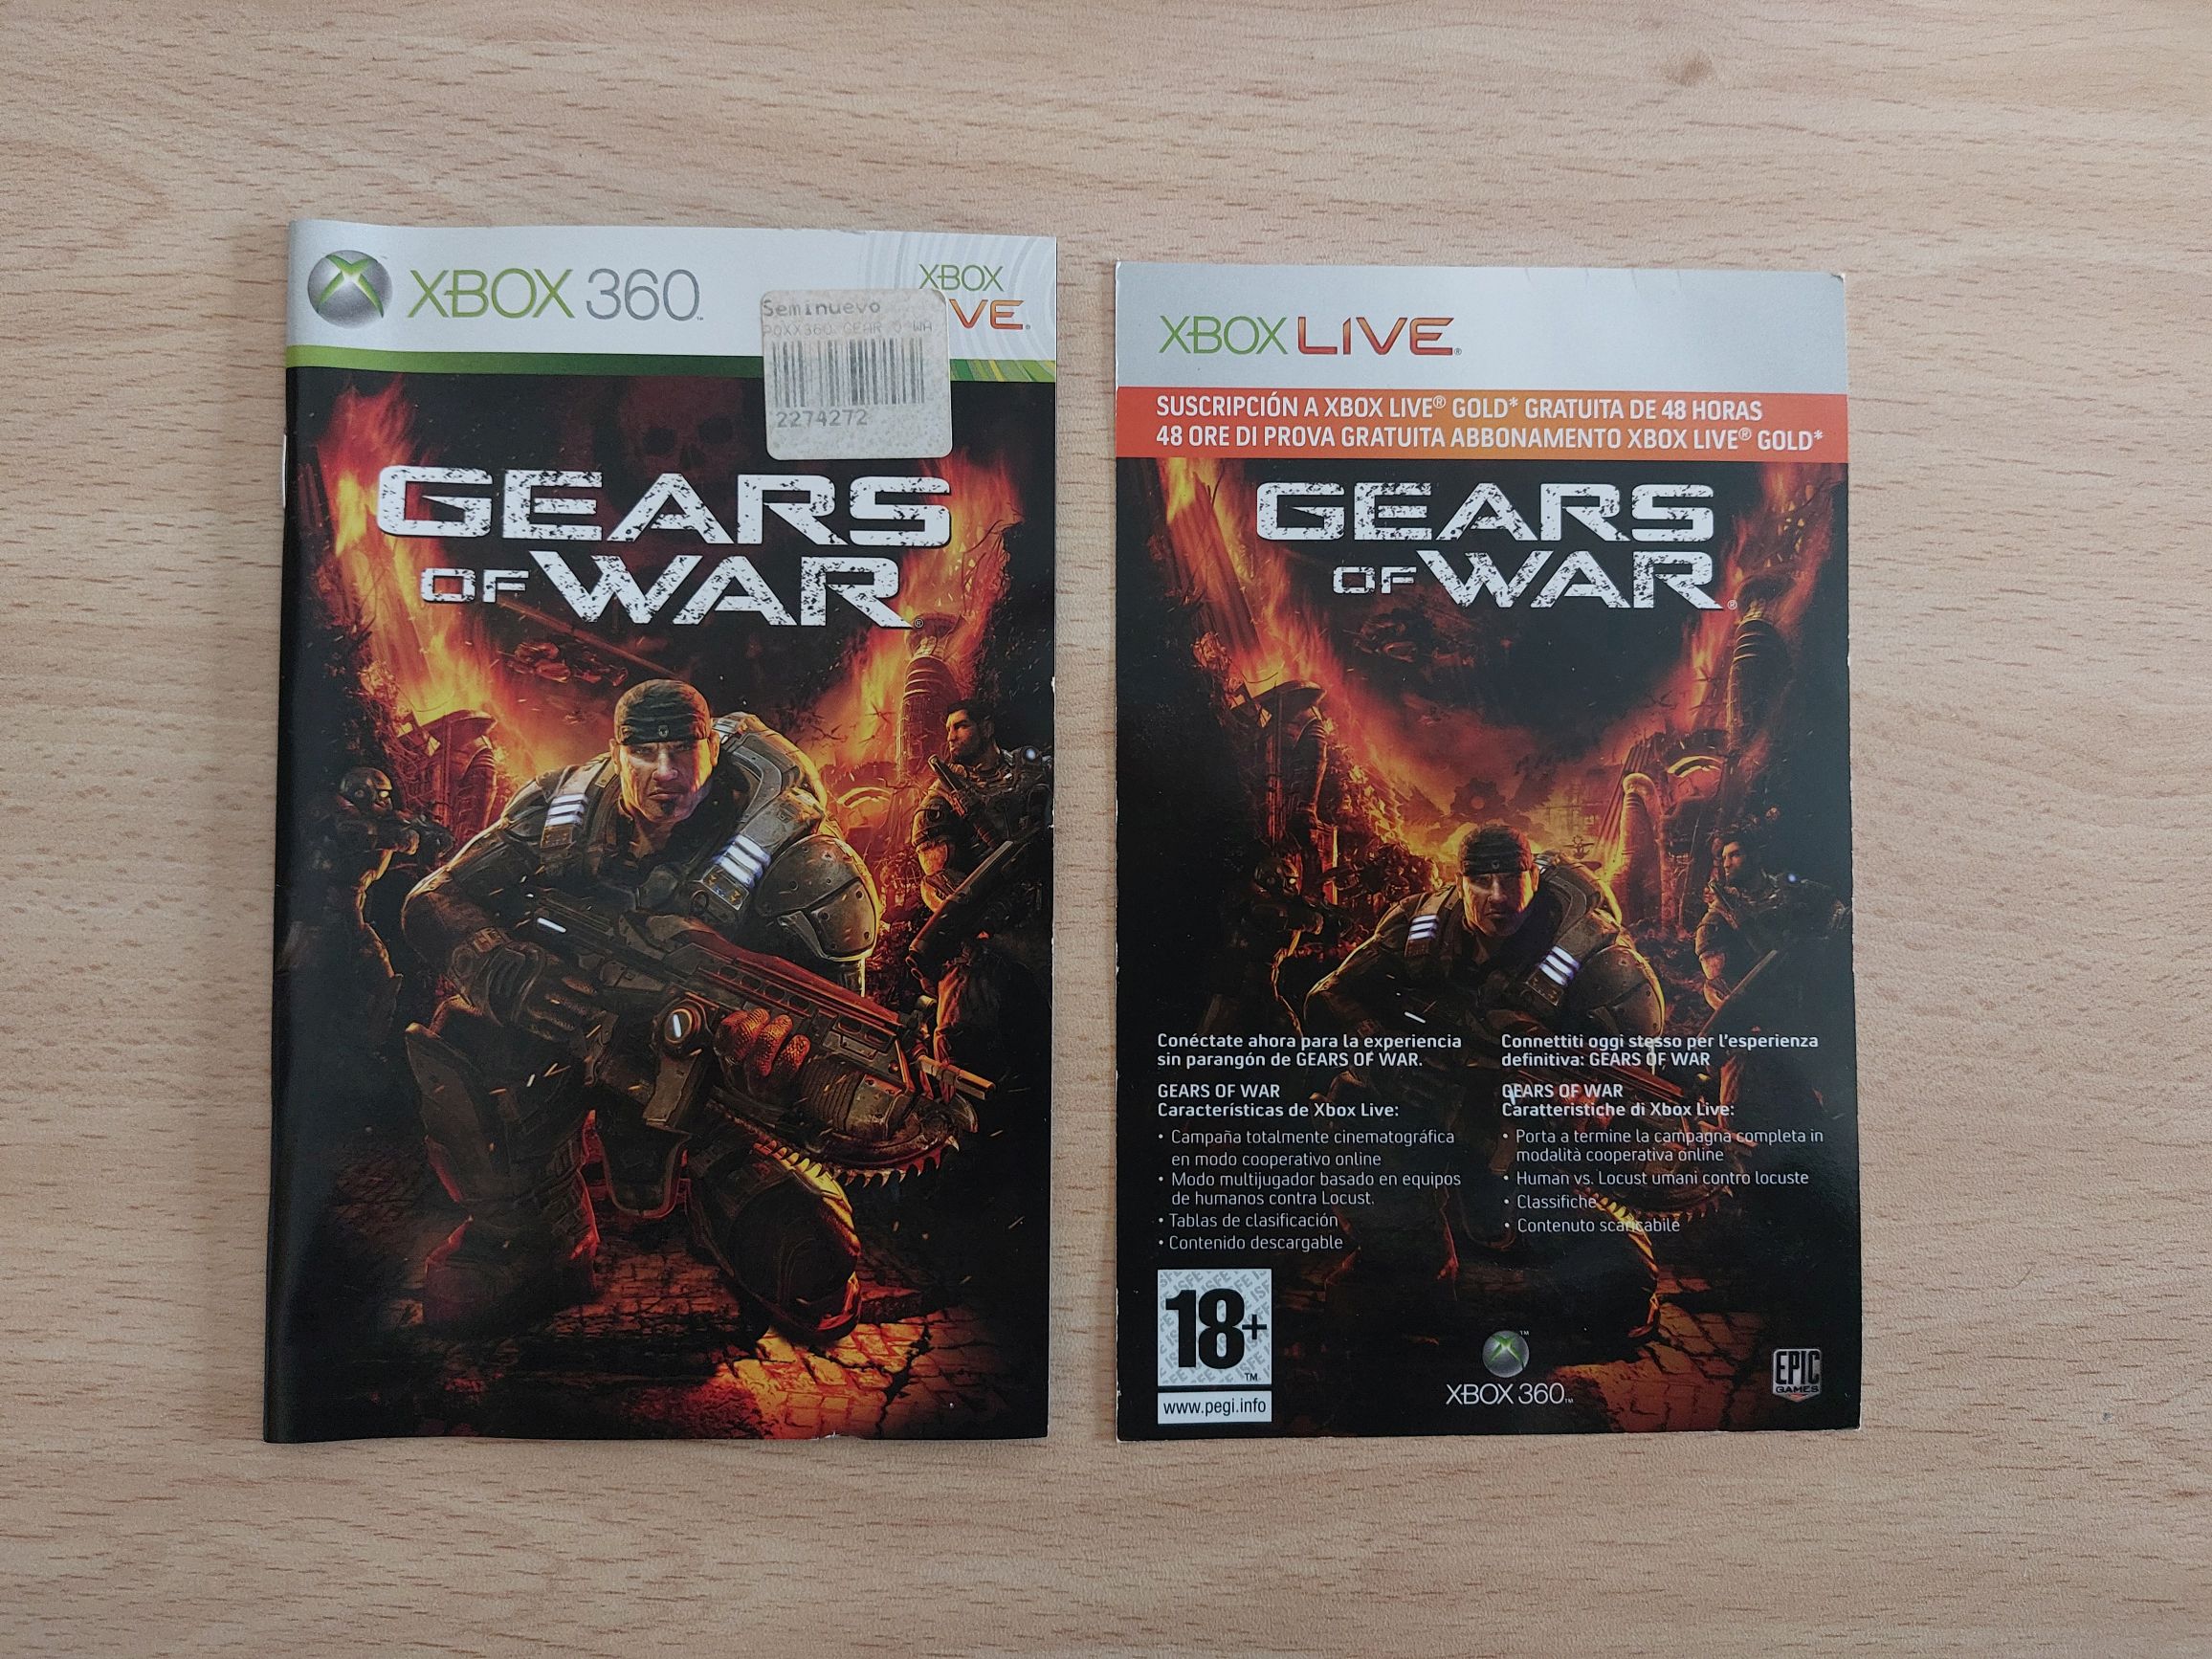 XBOX 360
XBOX
VE
Seminuevo
2274272
GEARS
OF WAR
XBOX LIVE
SUSCRIPCIÓN A XBOX LIVE® GOLD* GRATUITA DE 48 HORAS
48 ORE DI PROVA GRATUITA ABBONAMENTO XBOX LIVE® GOLD*
GEARS
OF WAR
Conéctate ahora para la experiencia
sin parangón de GEARS OF WAR.
GEARS OF WAR
Características de Xbox Live:
• Campaña totalmente cinematográfica
en modo cooperativo online
• Modo multijugador basado en equipos
de humanos contra Locust.
• Tablas de clasificación
• Contenido descargable
Connettiti oggi stesso per l'esperienza
definitiva: GEARS OF WAR
GEARS OF WAR
Caratteristiche di Xbox Live:
• Porta a termine la campagna completa in
modalità cooperativa online
• Human vs. Locust umani contro locuste
• Classifiche
• Contenuto scaricabile
18+
www.pegi.info
XBOX 360
EPIC
GAMES